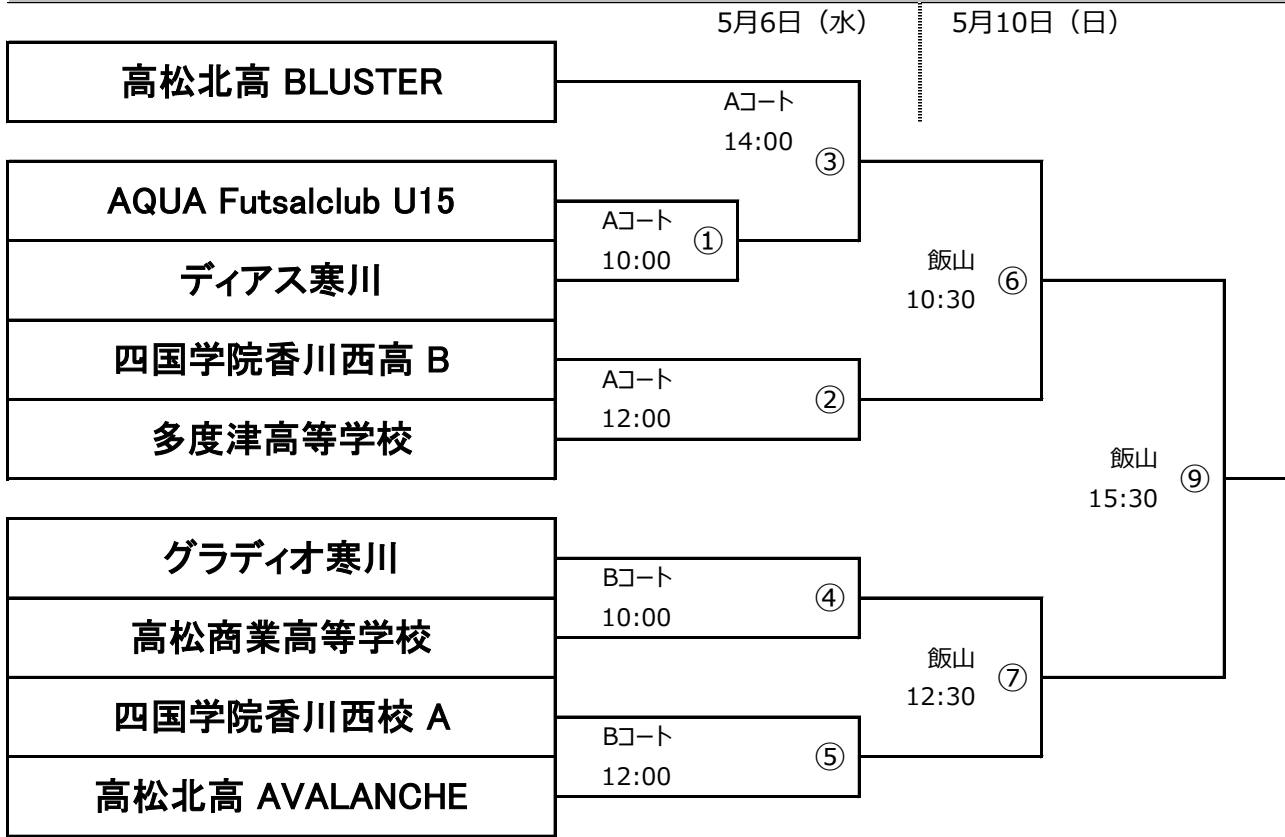 5月6日（水）
5月10日（日）
高松北高 BLUSTER
Aコート
14:00
③
AQUA Futsalclub U15
Aコート
10:00
①
ディアス寒川
飯山
10:30
⑥
四国学院香川西高 B
Aコート
12:00
②
多度津高等学校
飯山
15:30
⑨
グラディオ寒川
Bコート
10:00
④
高松商業高等学校
飯山
12:30
⑦
四国学院香川西校 A
Bコート
12:00
⑤
高松北高 AVALANCHE